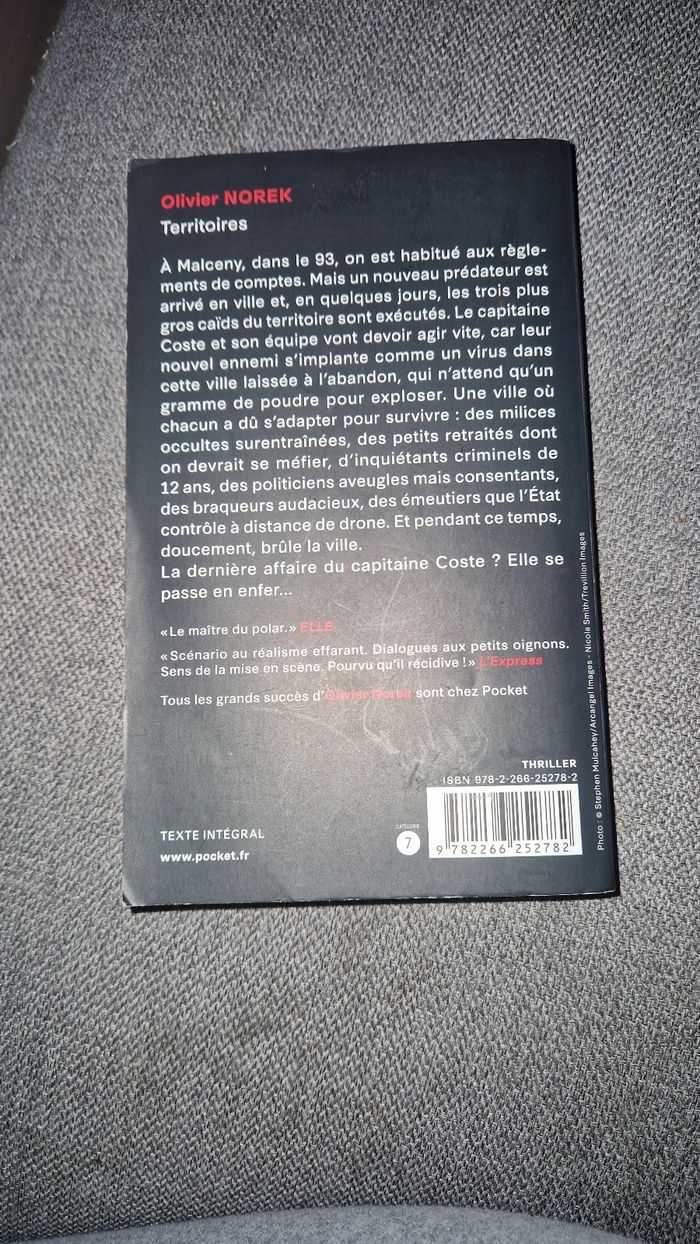 Olivier NOREK
Territoires
À Malceny, dans le 93, on est habitué aux règle-
ments de comptes. Mais un nouveau prédateur est
arrivé en ville et, en quelques jours, les trois plus
gros caïds du territoire sont exécutés. Le capitaine
Coste et son équipe vont devoir agir vite, car leur
nouvel ennemi s'implante comme un virus dans
cette ville laissée à l'abandon, qui n'attend qu'un
gramme de poudre pour exploser. Une ville où
chacun a dû s'adapter pour survivre : des milices
occultes surentraînées, des petits retraités dont
on devrait se méfier, d'inquiétants criminels de
12 ans, des politiciens aveugles mais consentants,
des braqueurs audacieux, des émeutiers que l'État
contrôle à distance de drone. Et pendant ce temps,
doucement, brûle la ville.
La dernière affaire du capitaine Coste ? Elle se
passe en enfer...
« Le maître du polar. » ELLE
« Scénario au réalisme effarant. Dialogues aux petits oignons.
Sens de la mise en scène. Pourvu qu'il récidive ! » L'Express
Tous les grands succès d'Olivier Norek sont chez Pocket
THRILLER
ISBN 978-2-266-25278-2
TEXTE INTÉGRAL
www.pocket.fr
CATÉGORIE
7
9 782266 252782
Photo : © Stephen Mulcahey/Arcangel Images - Nicola Smith/Trevillion Images